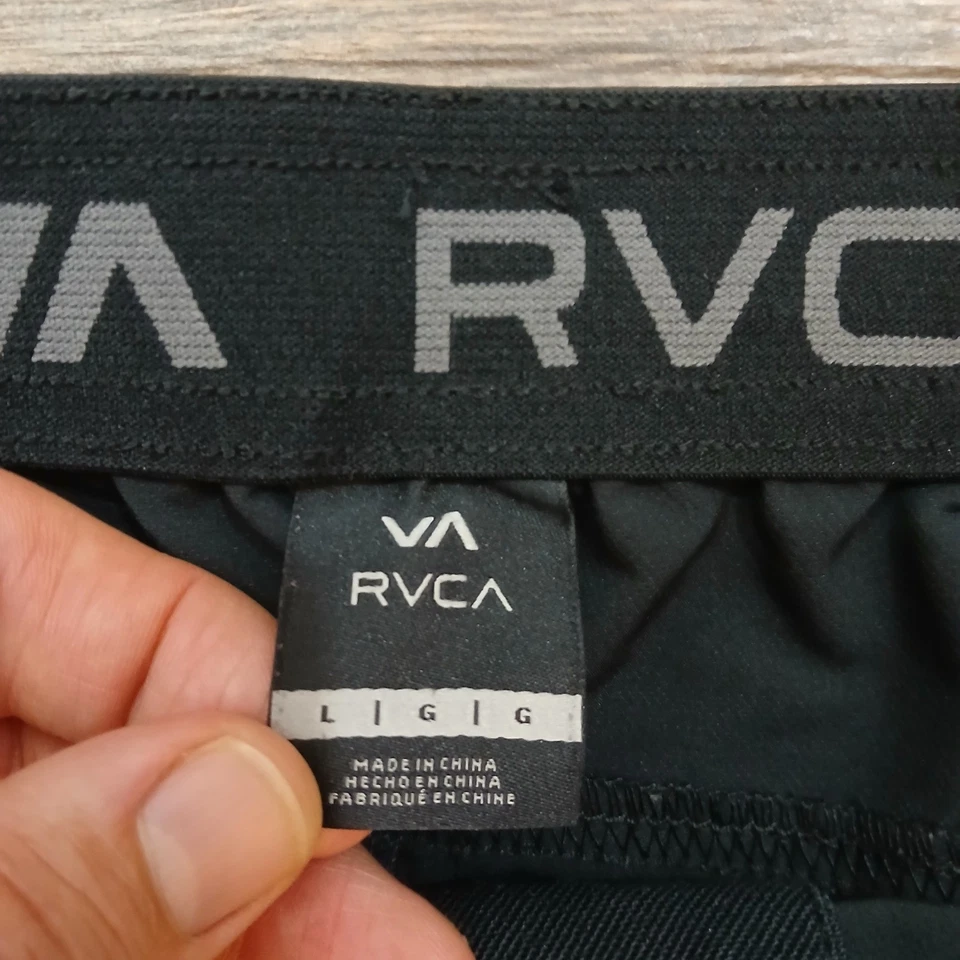 VA RVC
VA
RVCA
L | G | G
MADE IN CHINA
HECHO EN CHINA
FABRIQUÉ EN CHINE